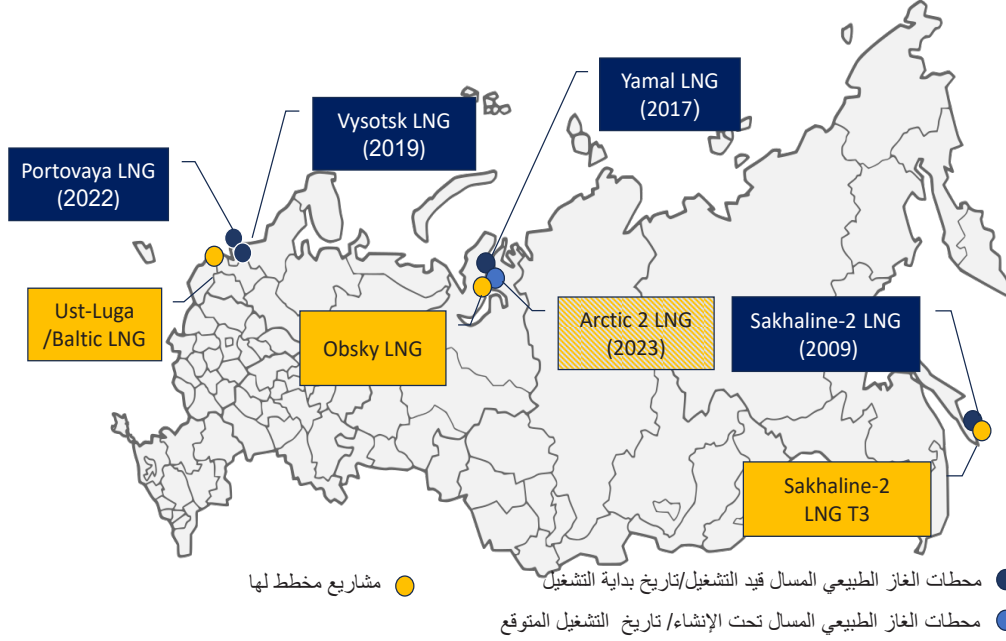 Yamal LNG
(2017)
Vysotsk LNG
(2019)
Portovaya LNG
(2022)
Ust-Luga
/Baltic LNG
Obsky LNG
Arctic 2 LNG
(2023)
Sakhaline-2 LNG
(2009)
Sakhaline-2
LNG T3
محطات الغاز الطبيعي المسال قيد التشغيل/تاريخ بداية التشغيل
مشاريع مخطط لها
محطات الغاز الطبيعي المسال تحت الإنشاء/ تاريخ التشغيل المتوقع